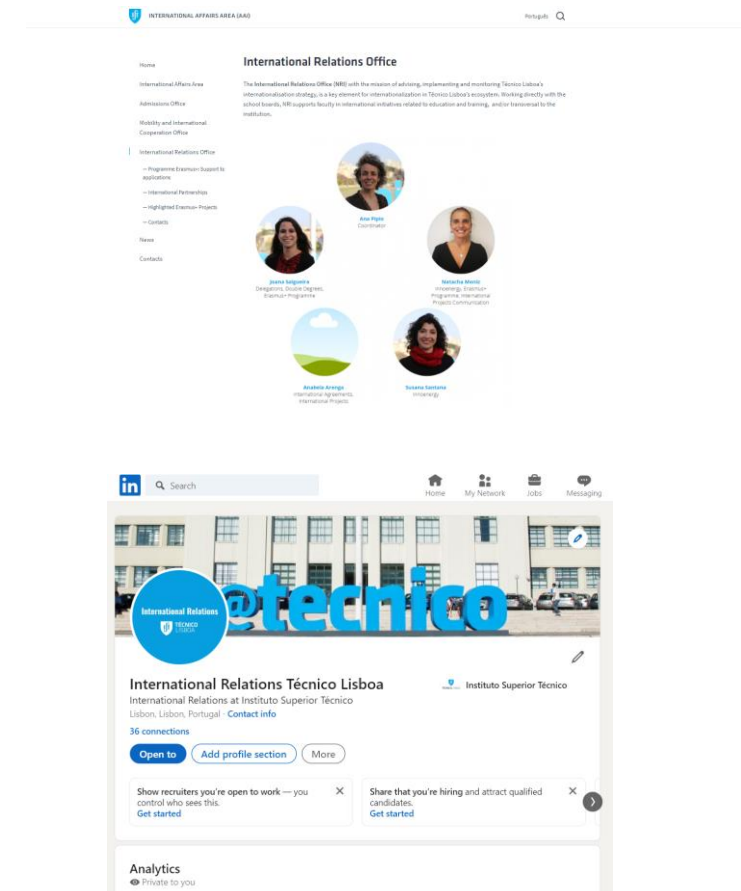 INTERNATIONAL AFFAIRS AREA (AAI)
Português
Home
International Affairs Area
Admissions Office
Mobility and International
Cooperation Office
International Relations Office
— Programme Erasmus+ Support to
applications
— International Partnerships
— Highlighted Erasmus+ Projects
— Contacts
News
Contacts
International Relations Office
The International Relations Office (NRI) with the mission of advising, implementing and monitoring Técnico Lisboa's
internationalisation strategy, is a key element for internationalization in Técnico Lisboa's ecosystem. Working directly with the
school boards, NRI supports faculty in international initiatives related to education and training, and/or transversal to the
institution.
Ana Pipio
Coordinator
Joana Salgueiro
Delegations, Double Degrees,
Erasmus+ Programme
Natacha Moniz
Innoenergy, Erasmus+
Programme, International
Projects Communication
Anabela Arenga
International Agreements,
International Projects
Susana Santana
Innoenergy
in
Search
Home
My Network
Jobs
Messaging
@tecnico
International Relations
TÉCNICO
LISBOA
International Relations Técnico Lisboa
International Relations at Instituto Superior Técnico
Lisbon, Lisbon, Portugal · Contact info
36 connections
Instituto Superior Técnico
Open to
Add profile section
More
Show recruiters you're open to work — you
control who sees this.
Get started
Share that you're hiring and attract qualified
candidates.
Get started
Analytics
Private to you